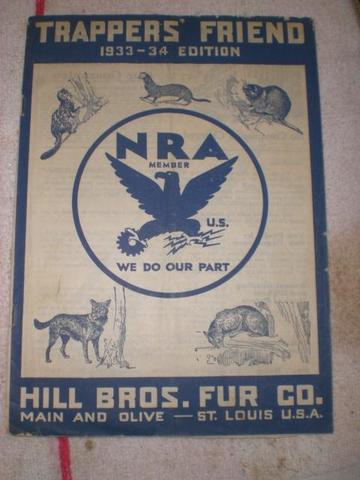 TRAPPERS' FRIEND
1933-34 EDITION
NRA
MEMBER
U.S.
WE DO OUR PART
HILL BROS. FUR CO.
MAIN AND OLIVE — ST. LOUIS U.S.A.